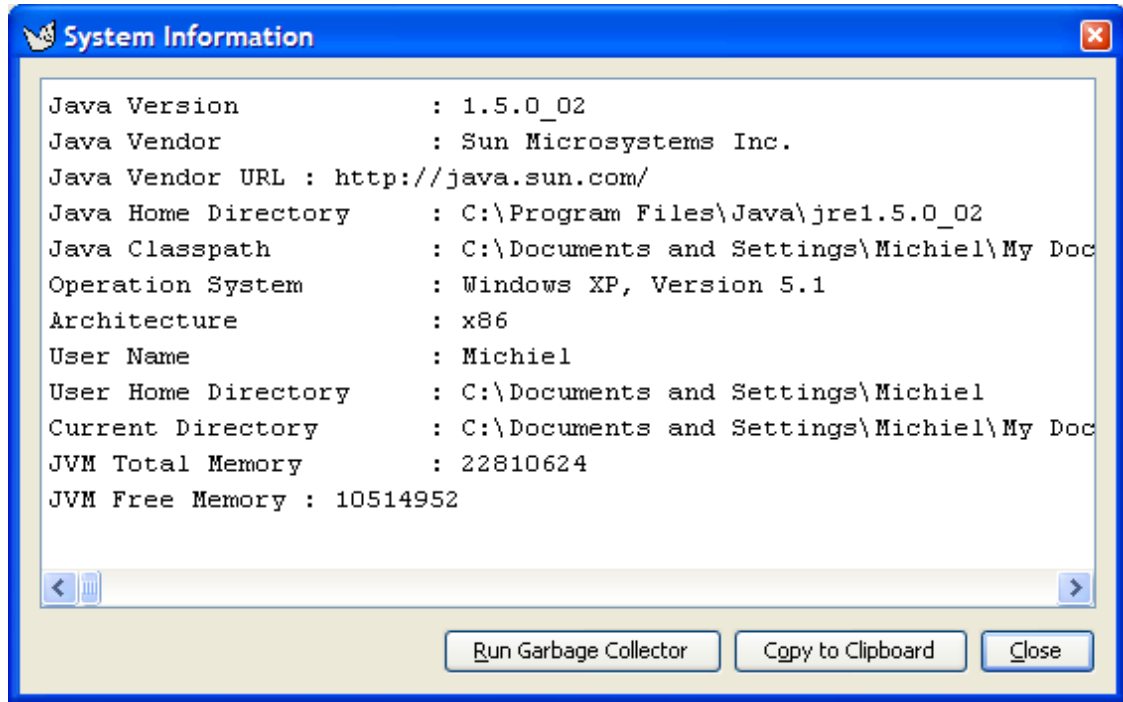 System Information
Java Version : 1.5.0_02
Java Vendor : Sun Microsystems Inc.
Java Vendor URL : http://java.sun.com/
Java Home Directory : C:\Program Files\Java\jre1.5.0_02
Java Classpath : C:\Documents and Settings\Michiel\My Doc
Operation System : Windows XP, Version 5.1
Architecture : x86
User Name : Michiel
User Home Directory : C:\Documents and Settings\Michiel
Current Directory : C:\Documents and Settings\Michiel\My Doc
JVM Total Memory : 22810624
JVM Free Memory : 10514952
Run Garbage Collector Copy to Clipboard Close